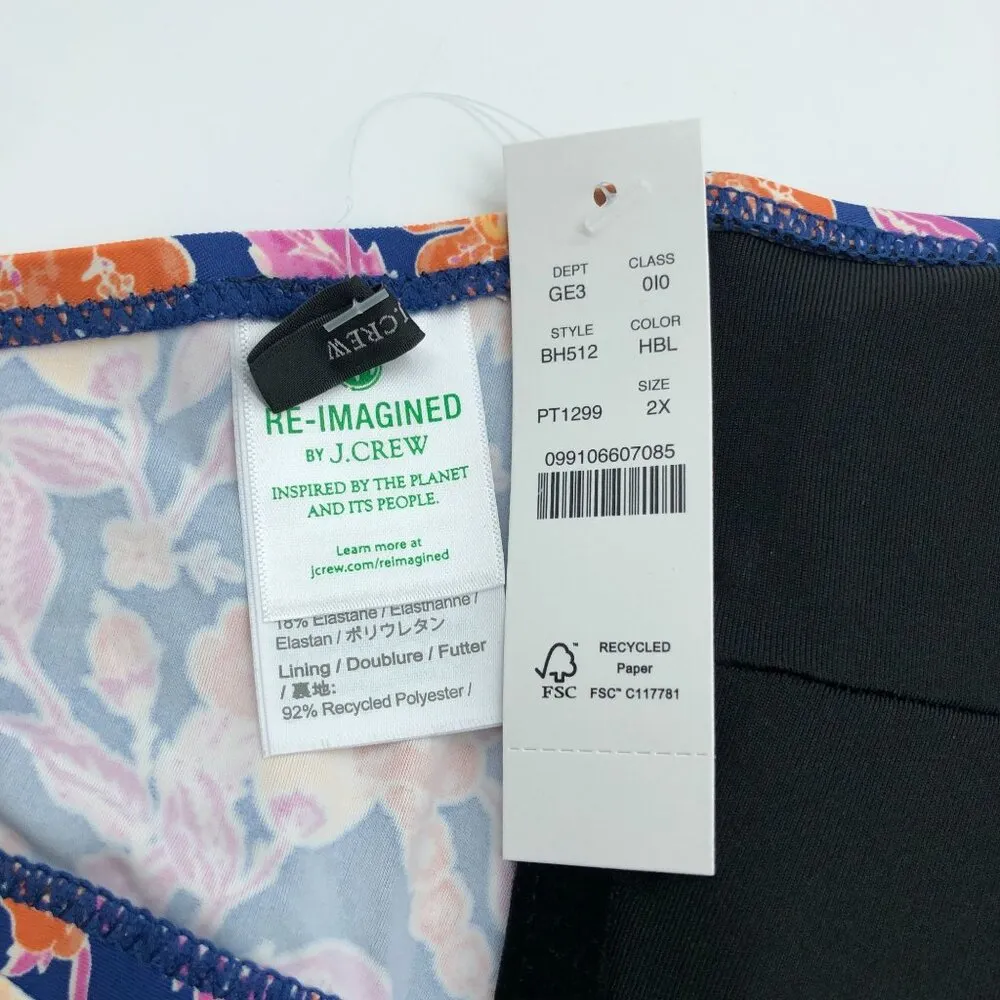 J.CREW
RE-IMAGINED
BY J.CREW
INSPIRED BY THE PLANET
AND ITS PEOPLE.
Learn more at
jcrew.com/reimagined
18% Elastane / Elasthanne /
Elastan / ポリウレタン
Lining / Doublure / Futter
/ 裏地:
92% Recycled Polyester /
DEPT CLASS
GE3 0I0
STYLE COLOR
BH512 HBL
SIZE
PT1299 2X
099106607085
RECYCLED
Paper
FSC FSC™ C117781